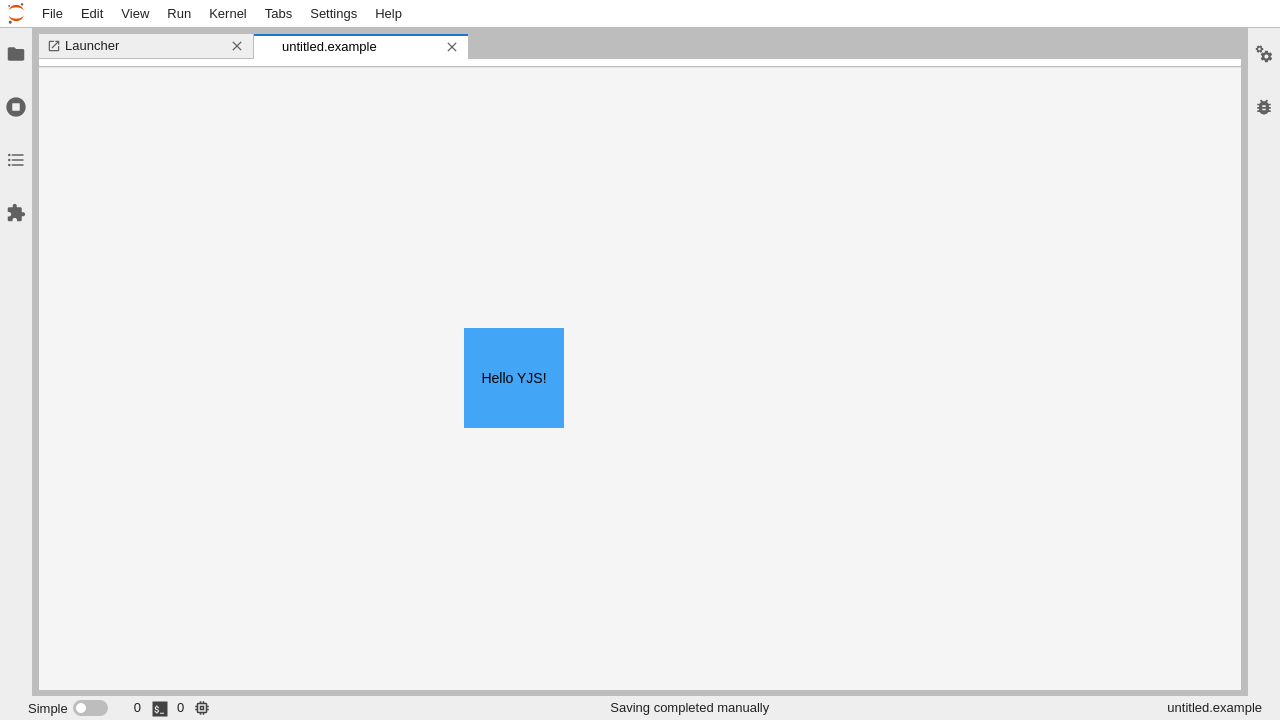 File Edit View Run Kernel Tabs Settings Help
Launcher untitled.example
Hello YJS!
Simple 0 0 Saving completed manually untitled.example